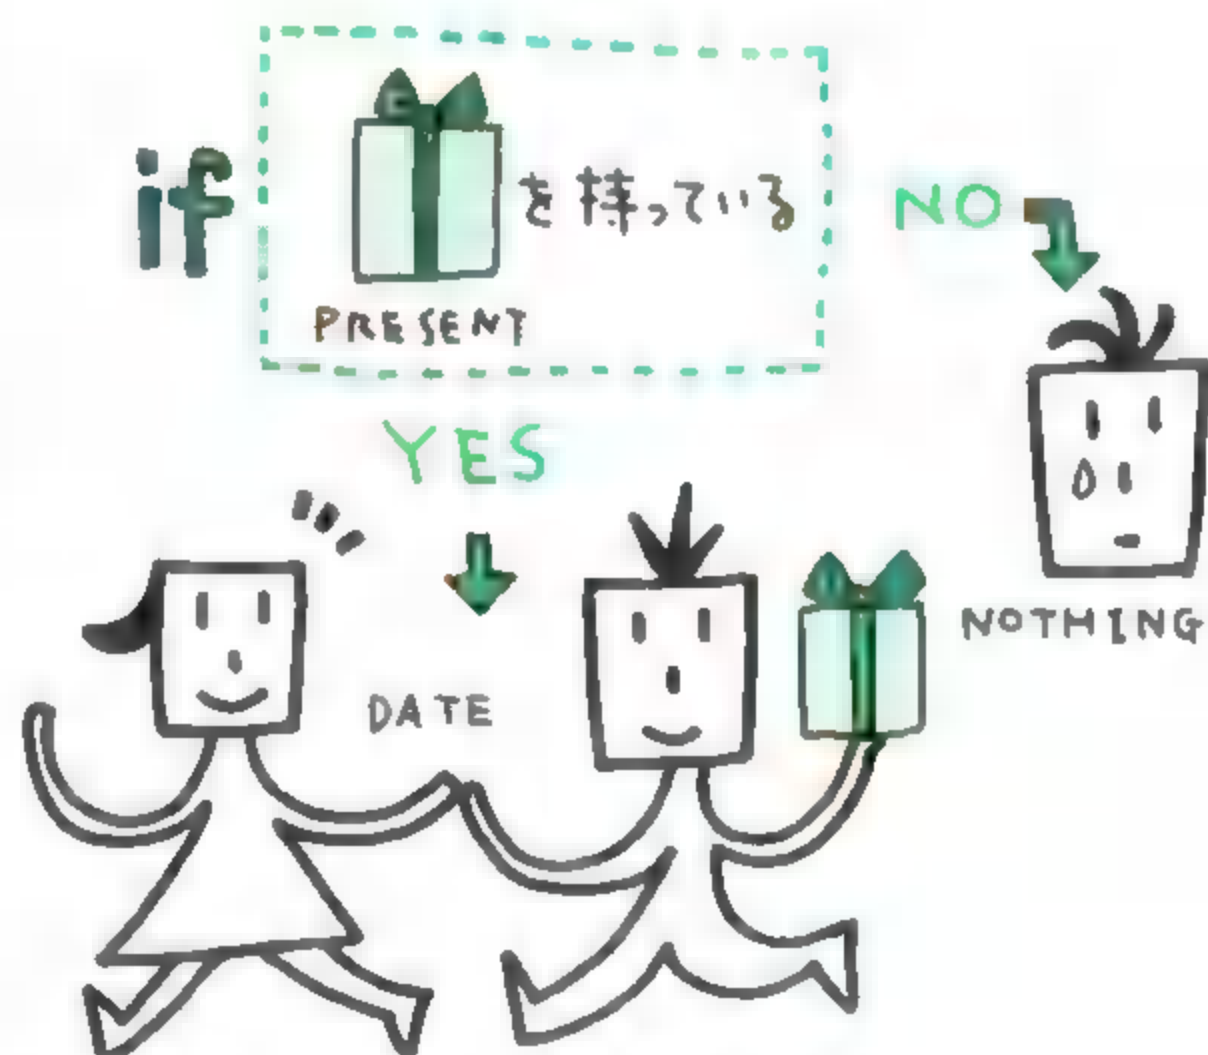 if を持っている NO
PRESENT
YES
NOTHING
DATE